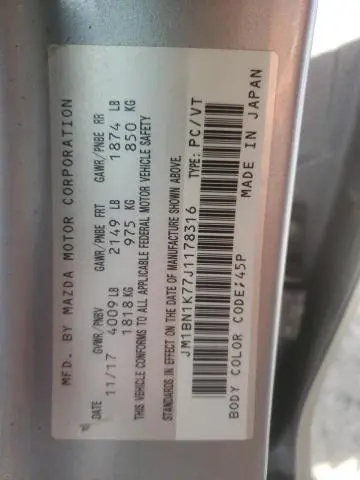 MFD. BY MAZDA MOTOR CORPORATION
DATE GVWR/PNBV GAWR/PNBE FRT GAWR/PNBE RR
11/17 4009 LB 2149 LB 1874 LB
1818 KG 975 KG 850 KG
THIS VEHICLE CONFORMS TO ALL APPLICABLE FEDERAL MOTOR VEHICLE SAFETY
STANDARDS IN EFFECT ON THE DATE OF MANUFACTURE SHOWN ABOVE.
JM1BN1K77J1178316 TYPE: PC/VT
BODY COLOR CODE;45P MADE IN JAPAN